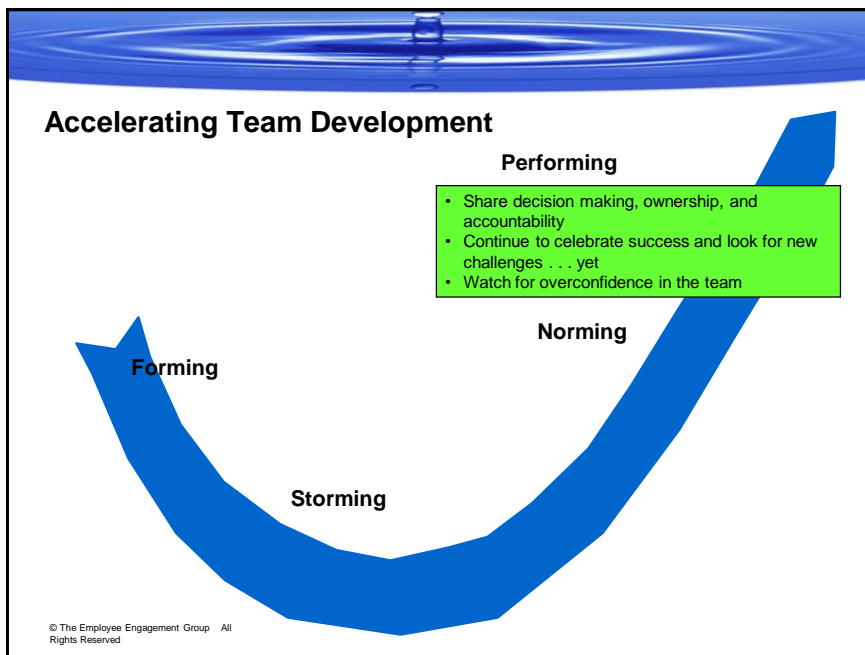 Accelerating Team Development
Performing
• Share decision making, ownership, and
accountability
• Continue to celebrate success and look for new
challenges . . . yet
• Watch for overconfidence in the team
Norming
Forming
Storming
© The Employee Engagement Group All
Rights Reserved